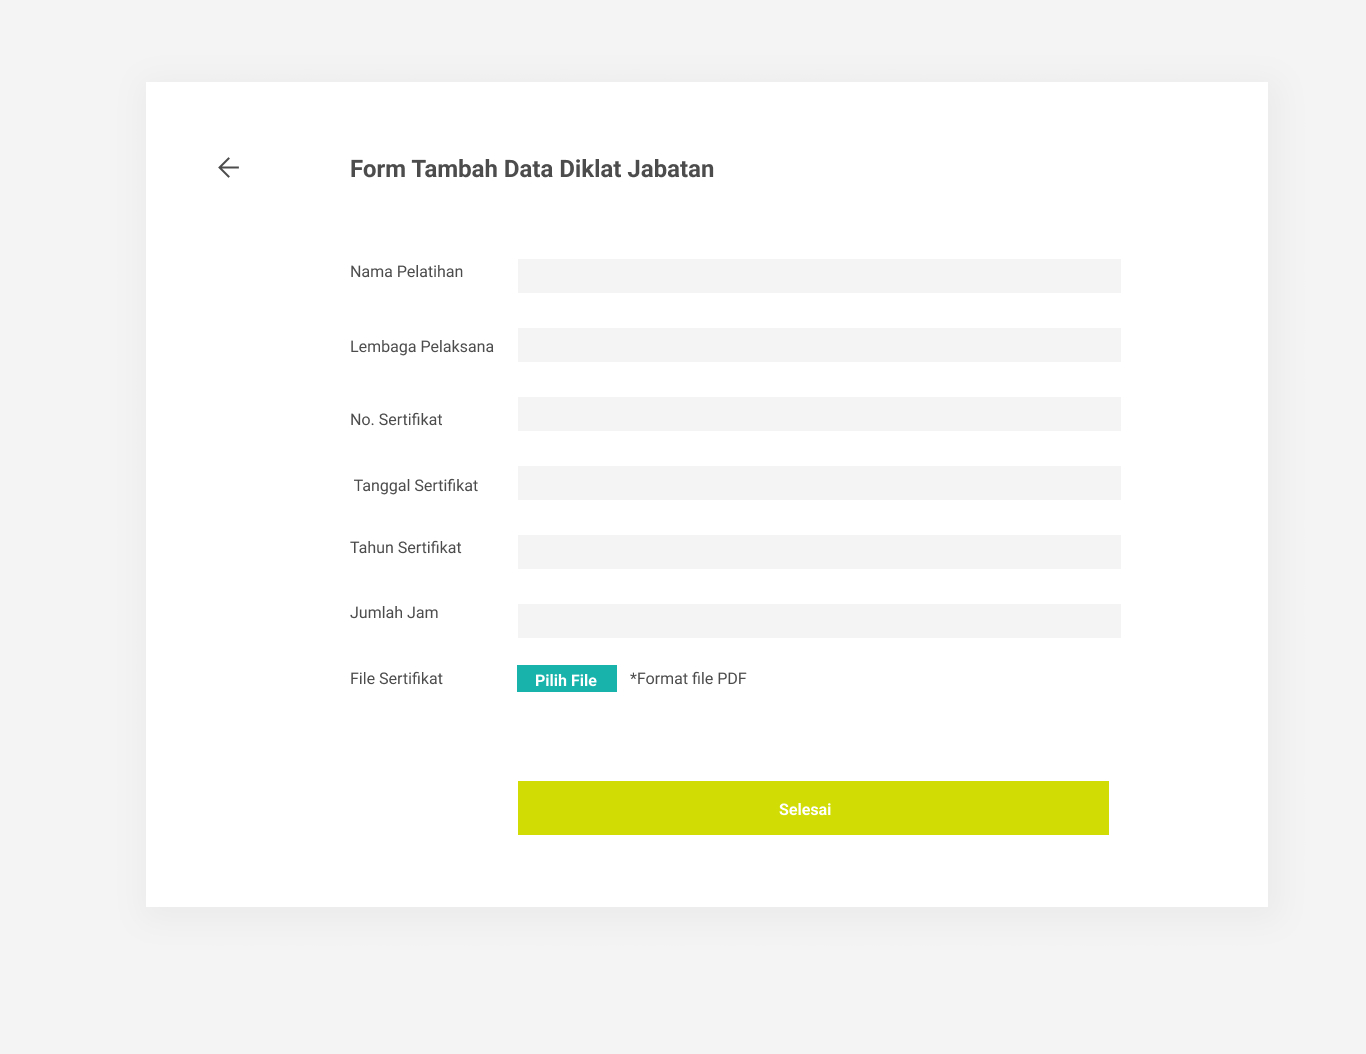 Form Tambah Data Diklat Jabatan
Nama Pelatihan
Lembaga Pelaksana
No. Sertifikat
Tanggal Sertifikat
Tahun Sertifikat
Jumlah Jam
File Sertifikat Pilih File *Format file PDF
Selesai